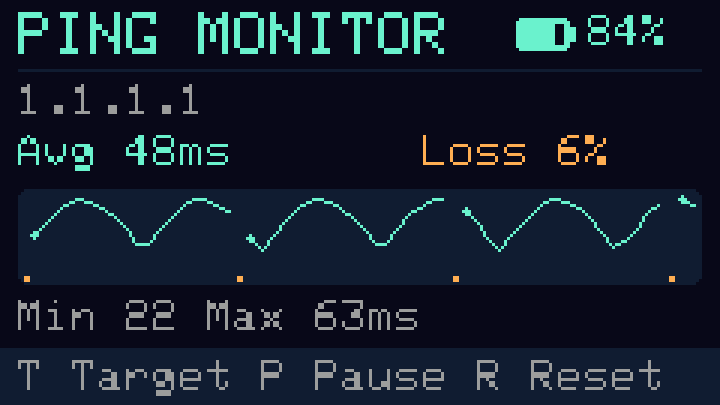 PING MONITOR 84%
1.1.1.1
Avg 48ms Loss 6%
Min 22 Max 63ms
T Target P Pause R Reset